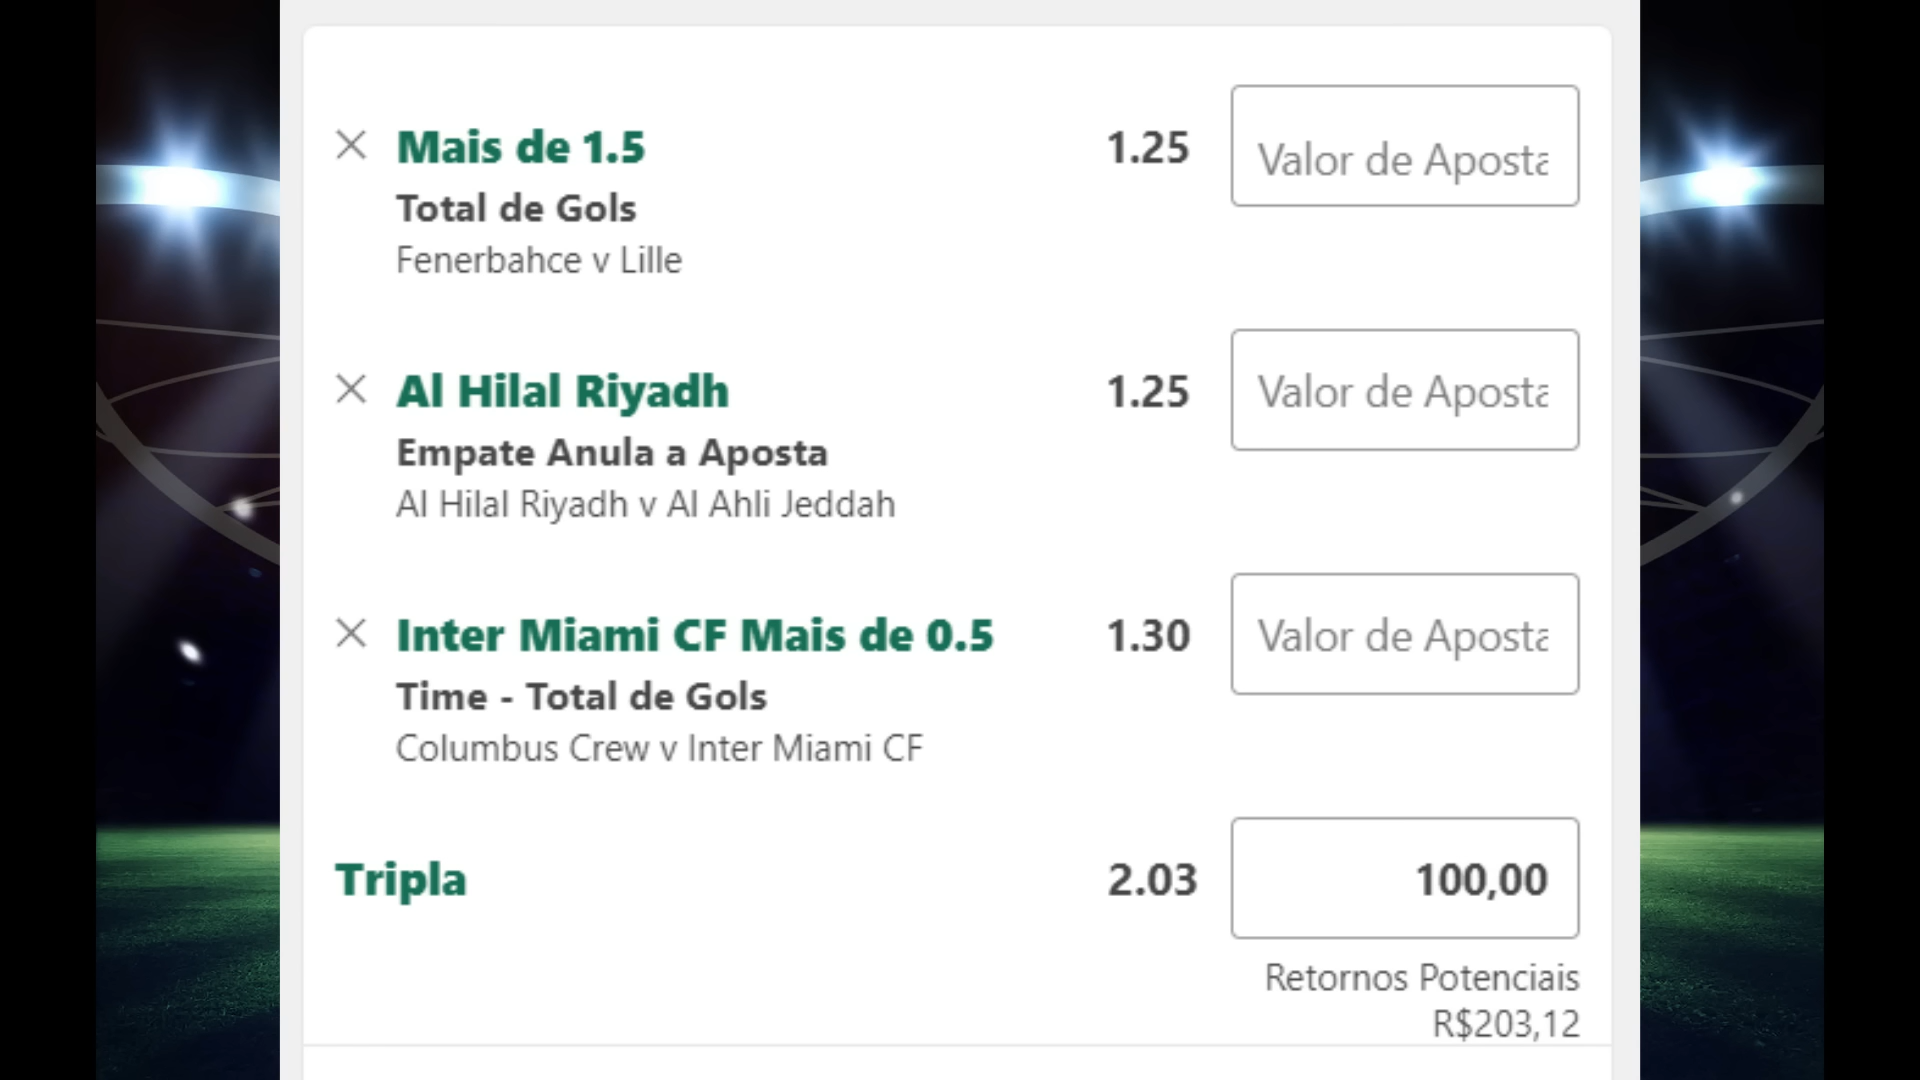 Mais de 1.5 1.25 Valor de Aposta
Total de Gols
Fenerbahce v Lille
Al Hilal Riyadh 1.25 Valor de Aposta
Empate Anula a Aposta
Al Hilal Riyadh v Al Ahli Jeddah
Inter Miami CF Mais de 0.5 1.30 Valor de Aposta
Time - Total de Gols
Columbus Crew v Inter Miami CF
Tripla 2.03 100,00
Retornos Potenciais
R$203,12